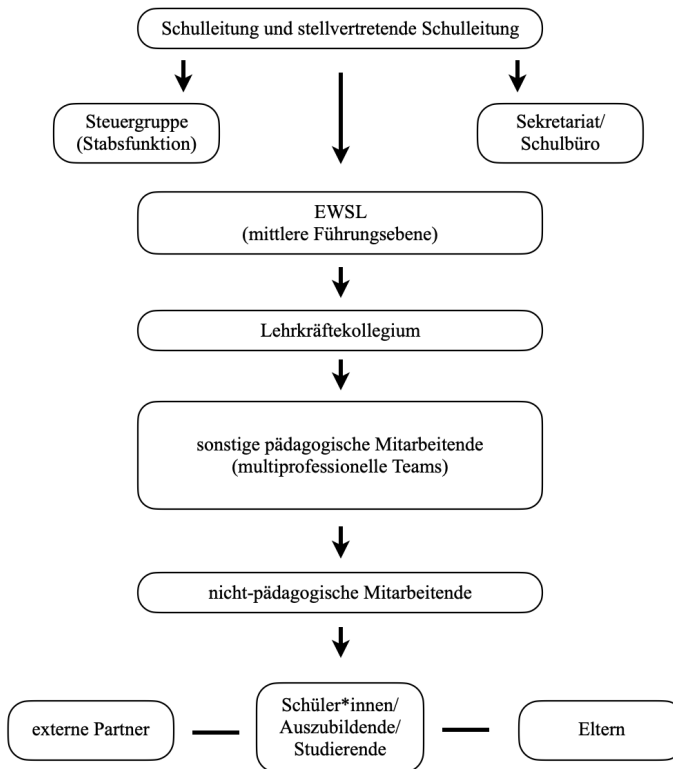 Schulleitung und stellvertretende Schulleitung
Steuergruppe
(Stabsfunktion)
Sekretariat/
Schulbüro
EWSL
(mittlere Führungsebene)
Lehrkräftekollegium
sonstige pädagogische Mitarbeitende
(multiprofessionelle Teams)
nicht-pädagogische Mitarbeitende
externe Partner
Schüler*innen/
Auszubildende/
Studierende
Eltern